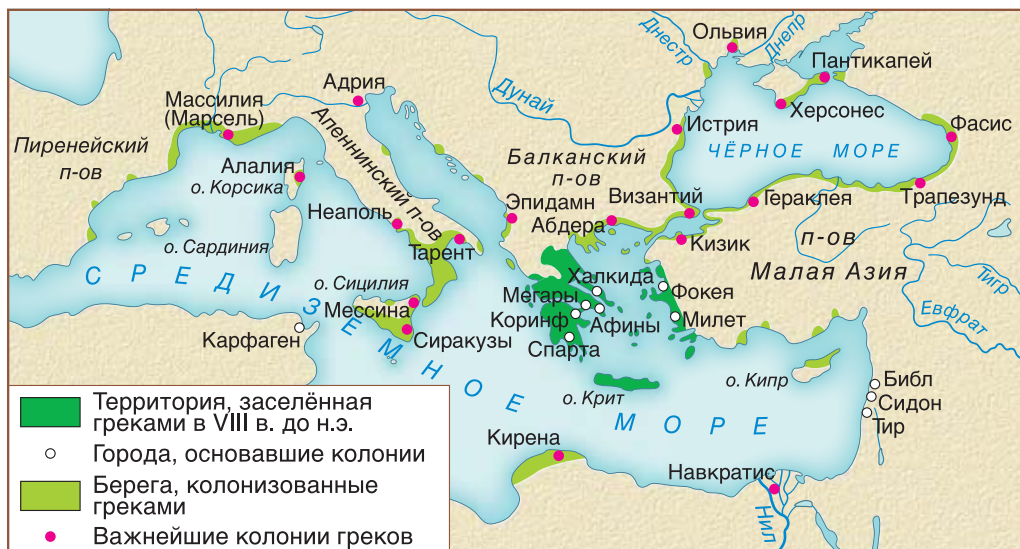 Ольвия
Днестр
Днепр
Пантикапей
Адрия
Дунай
Массилия
(Марсель)
Херсонес
Истрия
Фасис
Апеннинский п-ов
Пиренейский
п-ов
ЧЁРНОЕ МОРЕ
Балканский
п-ов
Алалия
о. Корсика
Византий
Эпидамн
Гераклея
Трапезунд
Неаполь
Абдера
Кизик
п-ов
Малая Азия
о. Сардиния
Тарент
Тигр
Халкида
СРЕДИЗЕМНОЕ МОРЕ
о. Сицилия
Фокея
Мегары
Евфрат
Мессина
Коринф
Афины
Милет
Карфаген
Сиракузы
Спарта
о. Крит
о. Кипр
Библ
Сидон
Тир
Кирена
Навкратис
Нил
Территория, заселённая
греками в VIII в. до н.э.
Города, основавшие колонии
Берега, колонизованные
греками
Важнейшие колонии греков